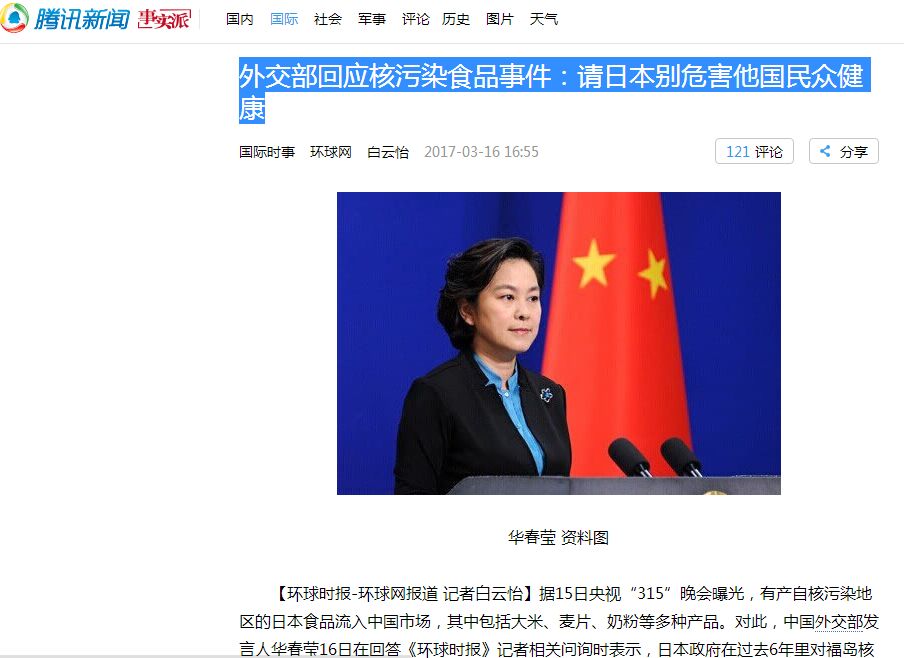 腾讯新闻 事实派 国内 国际 社会 军事 评论 历史 图片 天气
外交部回应核污染食品事件：请日本别危害他国民众健
康
国际时事 环球网 白云怡 2017-03-16 16:55 121 评论 分享
华春莹 资料图
【环球时报-环球网报道 记者白云怡】据15日央视“315”晚会曝光，有产自核污染地
区的日本食品流入中国市场，其中包括大米、麦片、奶粉等多种产品。对此，中国外交部发
言人华春莹16日在回答《环球时报》记者相关问询时表示，日本政府在过去6年里对福岛核